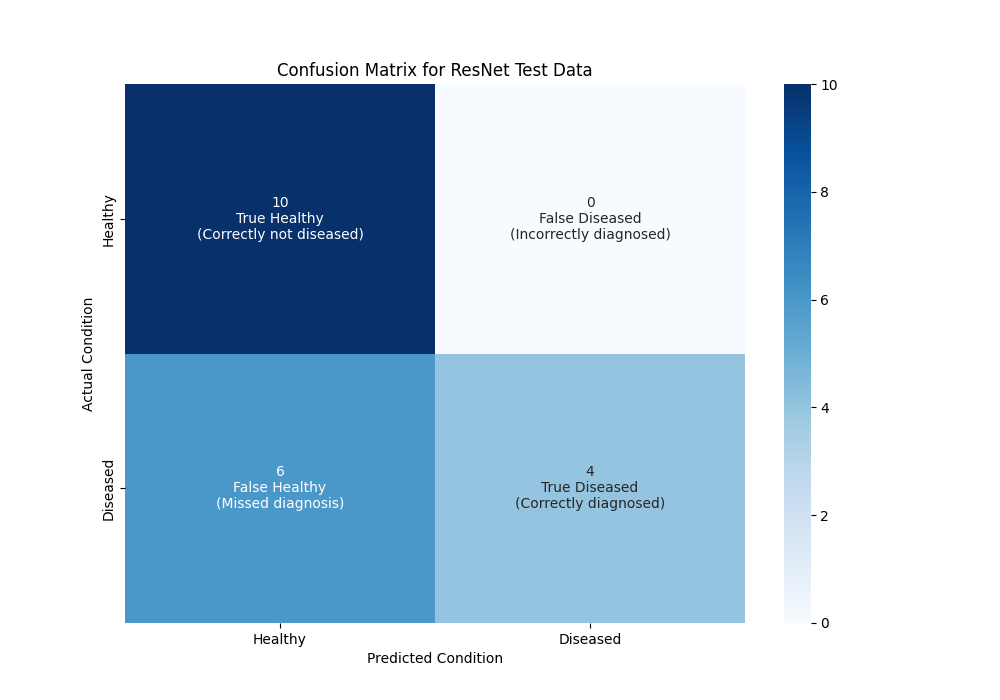 Confusion Matrix for ResNet Test Data
10
True Healthy
(Correctly not diseased)
0
False Diseased
(Incorrectly diagnosed)
6
False Healthy
(Missed diagnosis)
4
True Diseased
(Correctly diagnosed)
Healthy
Diseased
Actual Condition
Healthy
Diseased
Predicted Condition
10
8
6
4
2
0